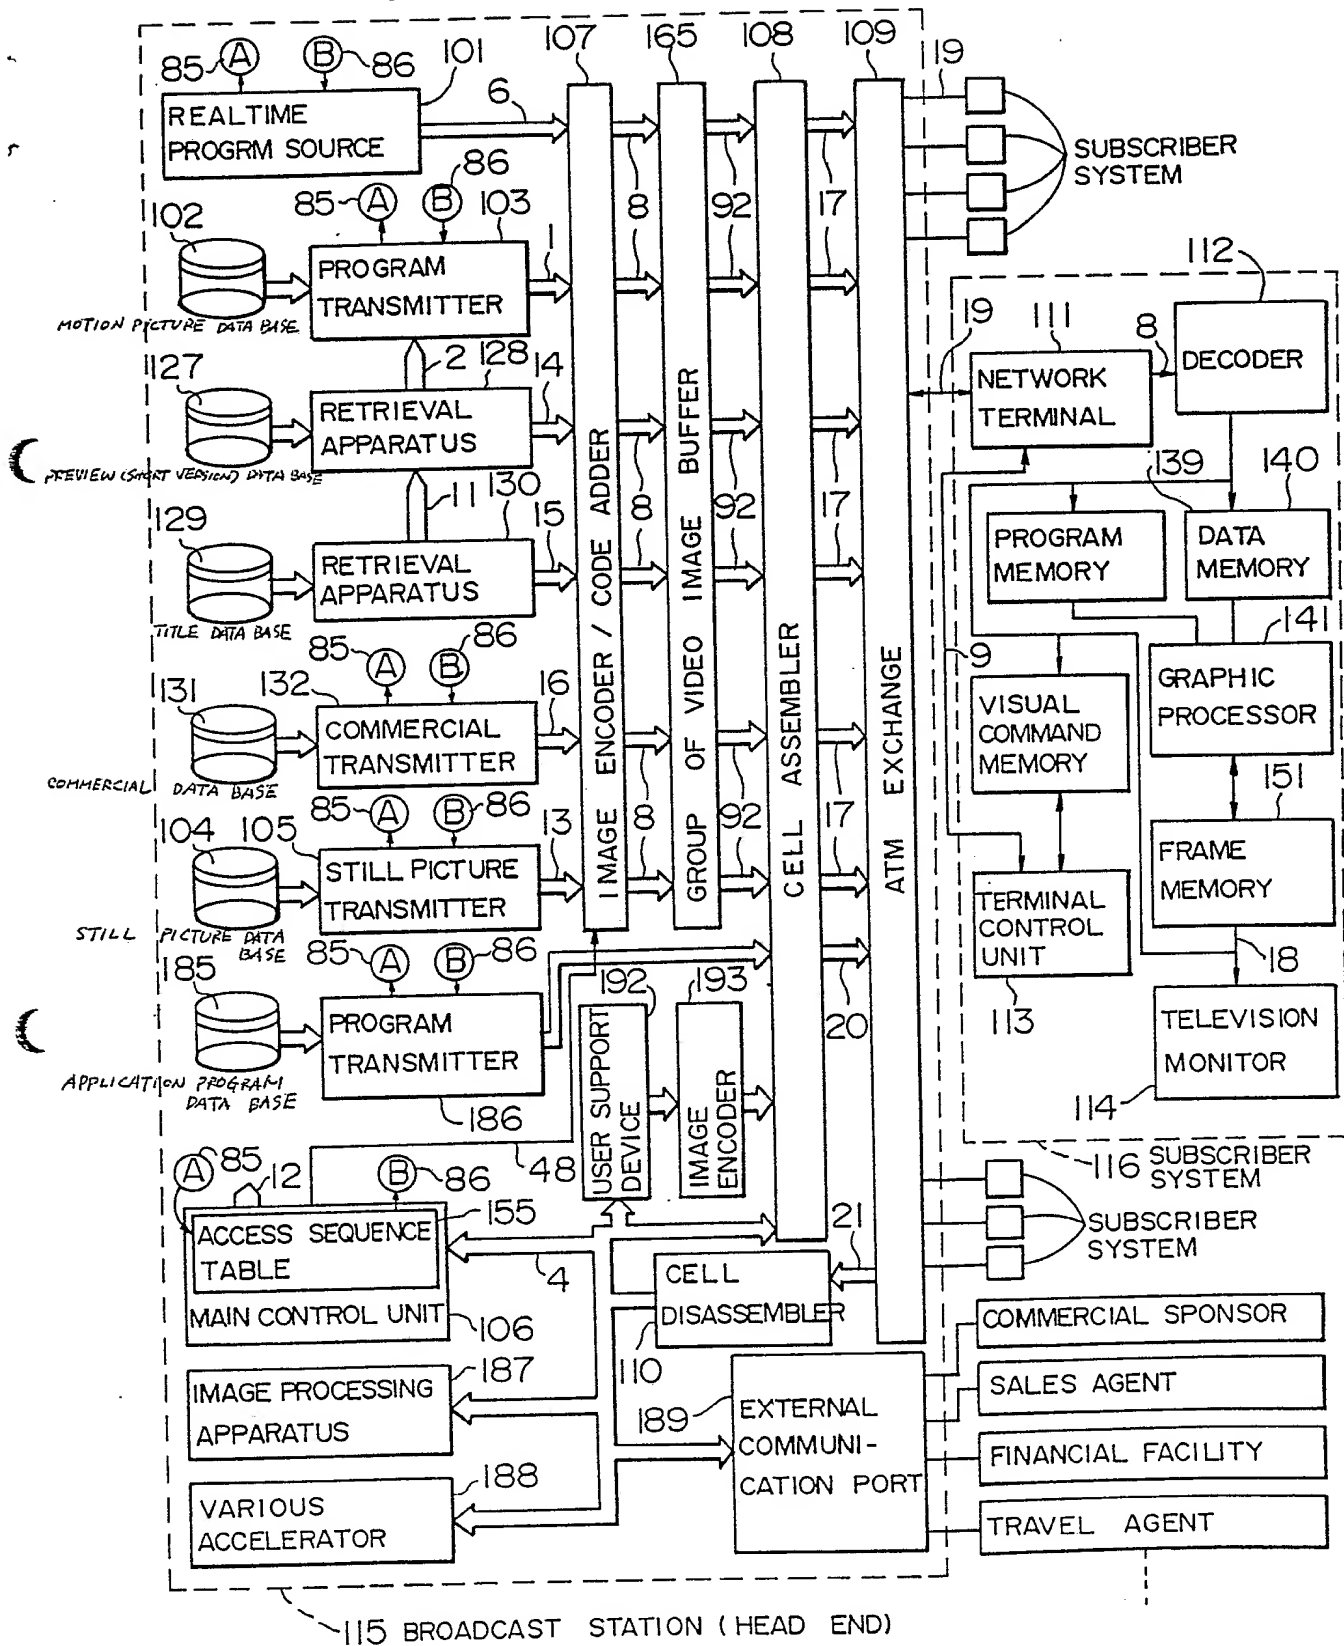 107
165
108
109
19
85
A
B
86
101
6
REALTIME
PROGRM SOURCE
8
92
17
SUBSCRIBER
SYSTEM
86
85
A
B
103
102
1
8
92
17
PROGRAM
TRANSMITTER
MOTION PICTURE DATA BASE
112
111
19
8
DECODER
NETWORK
TERMINAL
127
2
128
14
RETRIEVAL
APPARATUS
8
92
17
PREVIEW (SHORT VERSION) DATA BASE
139
140
129
11
130
15
RETRIEVAL
APPARATUS
8
92
17
TITLE DATA BASE
PROGRAM
MEMORY
DATA
MEMORY
141
9
IMAGE ENCODER / CODE ADDER
GROUP OF VIDEO IMAGE BUFFER
CELL ASSEMBLER
ATM EXCHANGE
85
A
B
86
131
132
16
COMMERCIAL
TRANSMITTER
8
92
17
COMMERCIAL DATA BASE
VISUAL
COMMAND
MEMORY
GRAPHIC
PROCESSOR
151
85
A
B
86
104
105
13
STILL PICTURE
TRANSMITTER
STILL PICTURE DATA
BASE
FRAME
MEMORY
TERMINAL
CONTROL
UNIT
113
18
85
A
B
86
185
192
193
20
PROGRAM
TRANSMITTER
APPLICATION PROGRAM
DATA BASE
186
USER SUPPORT
DEVICE
IMAGE
ENCODER
TELEVISION
MONITOR
114
116 SUBSCRIBER
SYSTEM
A
85
12
48
B
86
155
ACCESS SEQUENCE
TABLE
MAIN CONTROL UNIT
106
4
21
CELL
DISASSEMBLER
110
SUBSCRIBER
SYSTEM
187
IMAGE PROCESSING
APPARATUS
189
EXTERNAL
COMMUNI-
CATION PORT
COMMERCIAL SPONSOR
SALES AGENT
FINANCIAL FACILITY
TRAVEL AGENT
188
VARIOUS
ACCELERATOR
115 BROADCAST STATION (HEAD END)